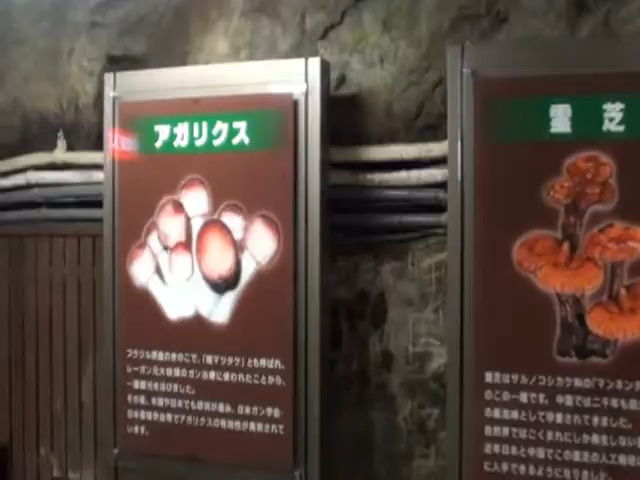 アガリクス
ブラジル原産のきのこで、「姫マツタケ」とも呼ばれ、
レーガン元大統領のガン治療に使われたことから、
一躍脚光を浴びました。
その後、米国や日本でも研究が進み、日本ガン学会・
日本薬理学会等でアガリクスの有効性が発表されて
います。
霊芝
霊芝はサルノコシカケ科の「マンネンタ
のこの一種です。中国では二千年も前
の最高峰として珍重されてきました。
自然界ではごくまれにしか発生しない
近年日本と中国でこの霊芝の人工栽培
に入手できるようになりました。